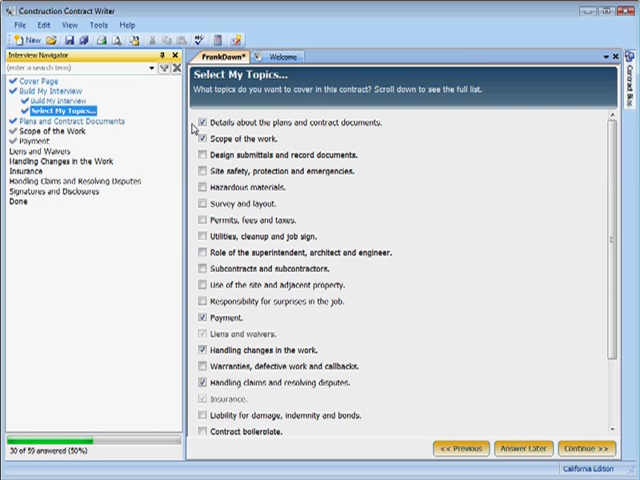 Construction Contract Writer
File Edit View Tools Help
New
Interview Navigator
FrankDawn*
Welcome
(enter a search term)
Cover Page
Build My Interview
Build My Interview
Select My Topics...
Plans and Contract Documents
Scope of the Work
Payment
Liens and Waivers
Handling Changes in the Work
Insurance
Handling Claims and Resolving Disputes
Signatures and Disclosures
Done
30 of 59 answered (50%)
Select My Topics...
What topics do you want to cover in this contract? Scroll down to see the full list.
Details about the plans and contract documents.
Scope of the work.
Design submittals and record documents.
Site safety, protection and emergencies.
Hazardous materials.
Survey and layout.
Permits, fees and taxes.
Utilities, cleanup and job sign.
Role of the superintendent, architect and engineer.
Subcontracts and subcontractors.
Use of the site and adjacent property.
Responsibility for surprises in the job.
Payment.
Liens and waivers.
Handling changes in the work.
Warranties, defective work and callbacks.
Handling claims and resolving disputes.
Insurance.
Liability for damage, indemnity and bonds.
Contract boilerplate.
<< Previous
Answer Later
Continue >>
California Edition